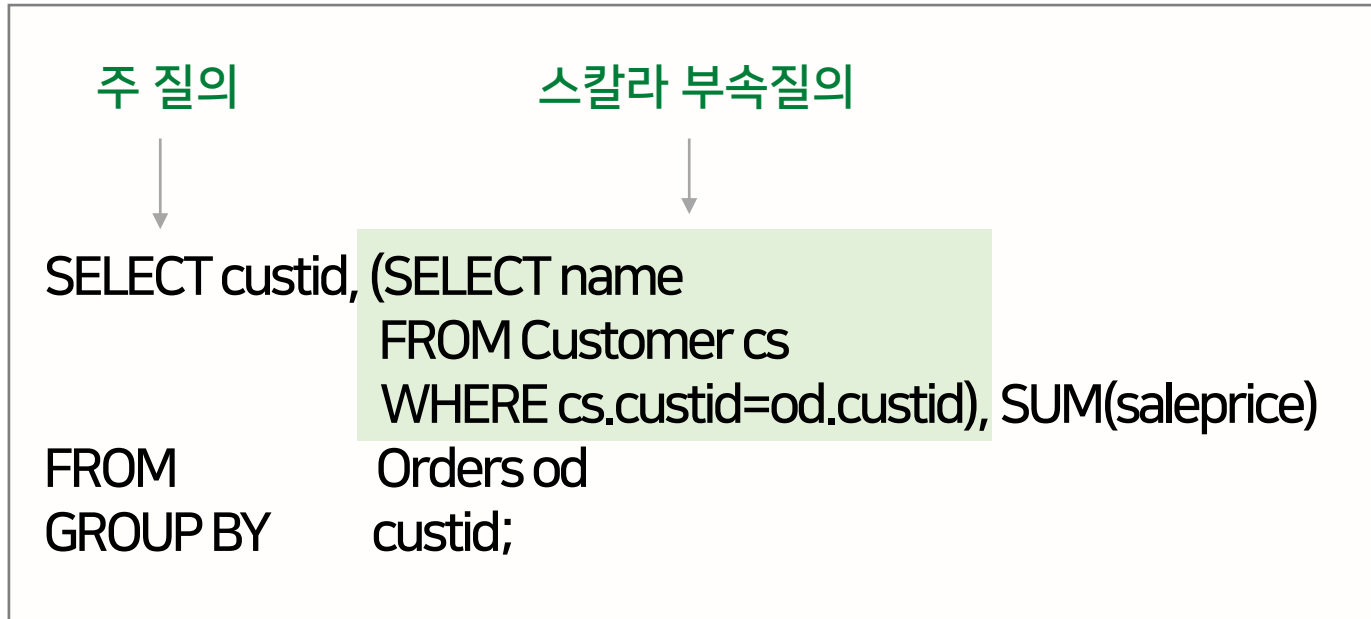 주 질의 스칼라 부속질의
SELECT custid, (SELECT name
FROM Customer cs
WHERE cs.custid=od.custid), SUM(saleprice)
FROM Orders od
GROUP BY custid;